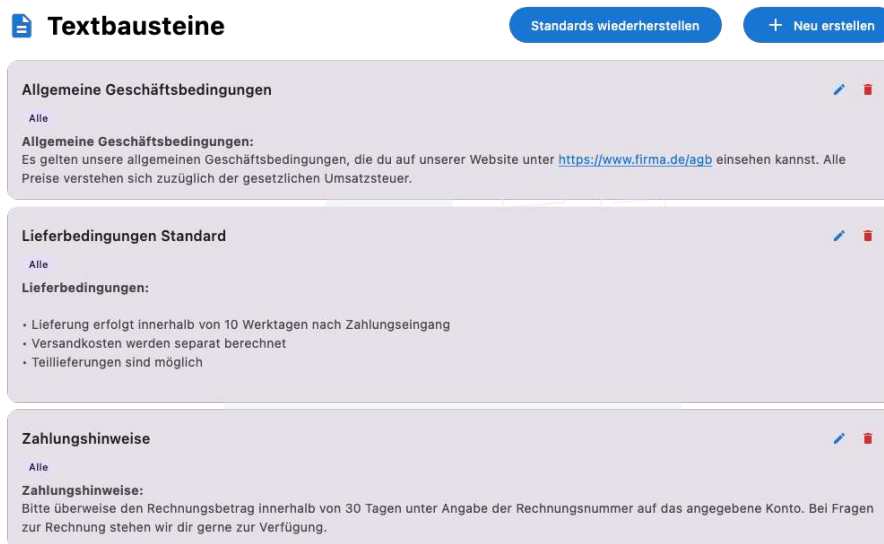 Textbausteine
Standards wiederherstellen
+ Neu erstellen
Allgemeine Geschäftsbedingungen
Alle
Allgemeine Geschäftsbedingungen:
Es gelten unsere allgemeinen Geschäftsbedingungen, die du auf unserer Website unter https://www.firma.de/agb einsehen kannst. Alle
Preise verstehen sich zuzüglich der gesetzlichen Umsatzsteuer.
Lieferbedingungen Standard
Alle
Lieferbedingungen:
• Lieferung erfolgt innerhalb von 10 Werktagen nach Zahlungseingang
• Versandkosten werden separat berechnet
• Teillieferungen sind möglich
Zahlungshinweise
Alle
Zahlungshinweise:
Bitte überweise den Rechnungsbetrag innerhalb von 30 Tagen unter Angabe der Rechnungsnummer auf das angegebene Konto. Bei Fragen
zur Rechnung stehen wir dir gerne zur Verfügung.